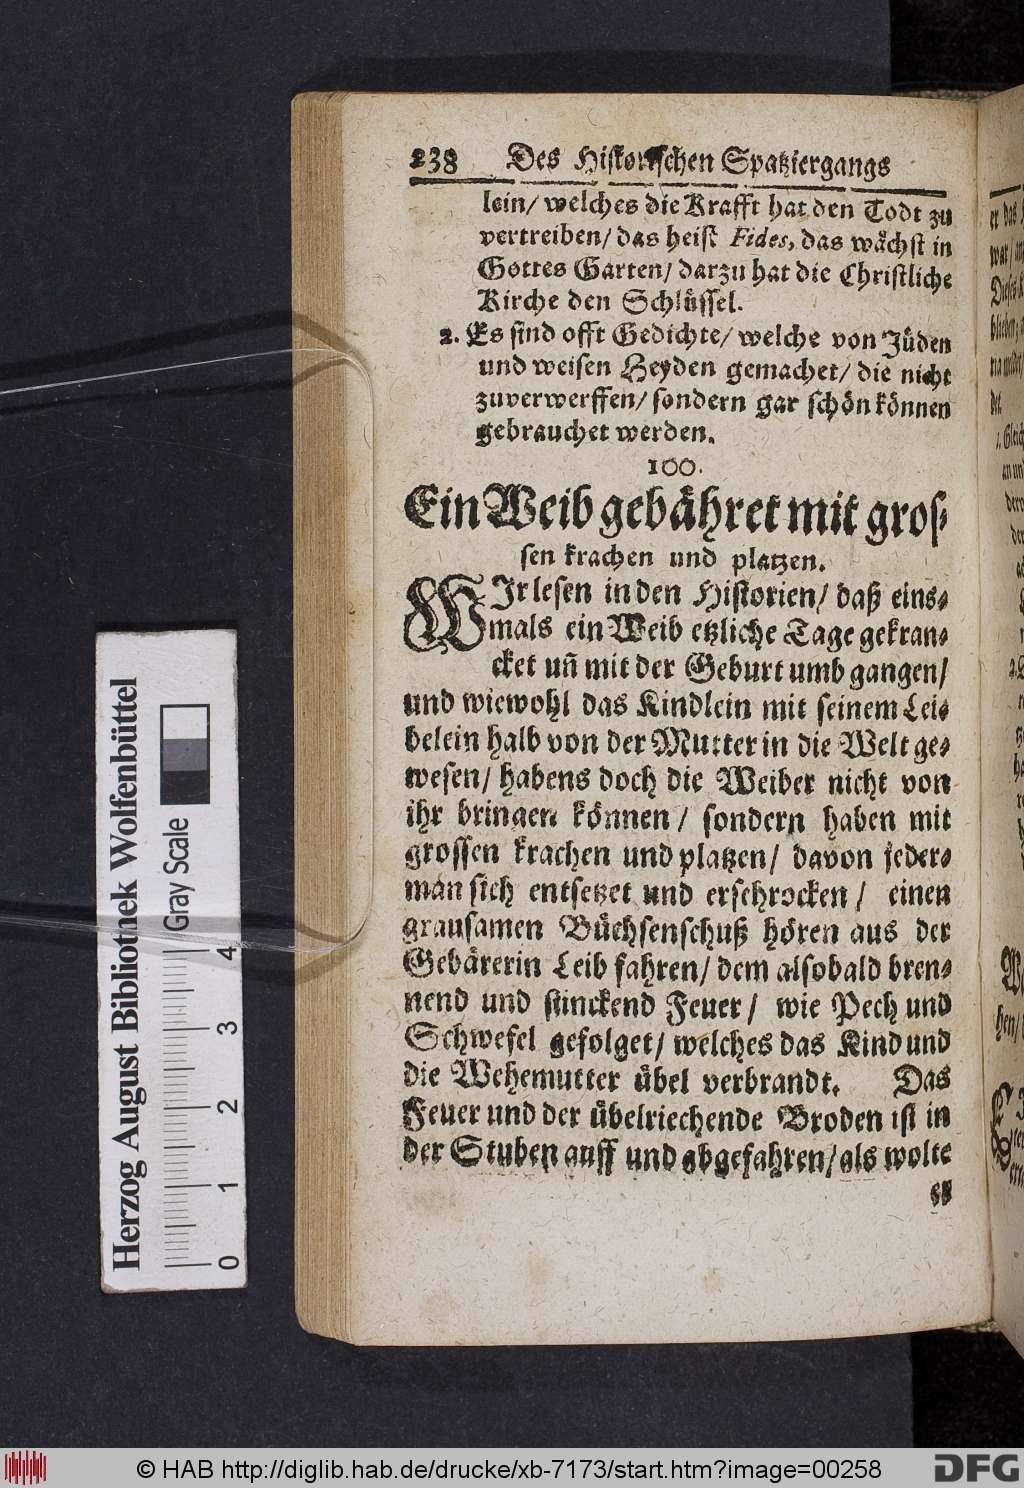 238 Des Historischen Spatziergangs
lein/ welches die Krafft hat den Todt zu
vertreiben/ das heist Fides, das wächst in
Gottes Garten/ darzu hat die Christliche
Kirche den Schlüssel.
2. Es sind offt Gedichte/ welche von Jüden
und weisen Heyden gemachet/ die nicht
zuverwerffen/ sondern gar schön können
gebrauchet werden.
100.
Ein Weib gebähret mit gros-
sen krachen und platzen.
WJr lesen in den Historien/ daß eins-
mals ein Weib etzliche Tage gekran-
cket uñ mit der Geburt umb gangen/
und wiewohl das Kindlein mit seinem Lei-
belein halb von der Mutter in die Welt ge-
wesen/ habens doch die Weiber nicht von
ihr bringen können/ sondern haben mit
grossen krachen und platzen/ davon jeder-
man sich entsetzet und erschrocken/ einen
grausamen Büchsenschuß hören aus der
Gebärerin Leib fahren/ dem alsobald bren-
nend und stinckend Feuer/ wie Pech und
Schwefel gefolget/ welches das Kind und
die Wehemutter übel verbrandt. Das
Feuer und der übelriechende Broden ist in
der Stuben auff und abgefahren/ als wolte
es
Herzog August Bibliothek Wolfenbüttel
Gray Scale
0 1 2 3 4
© HAB http://diglib.hab.de/drucke/xb-7173/start.htm?image=00258
DFG